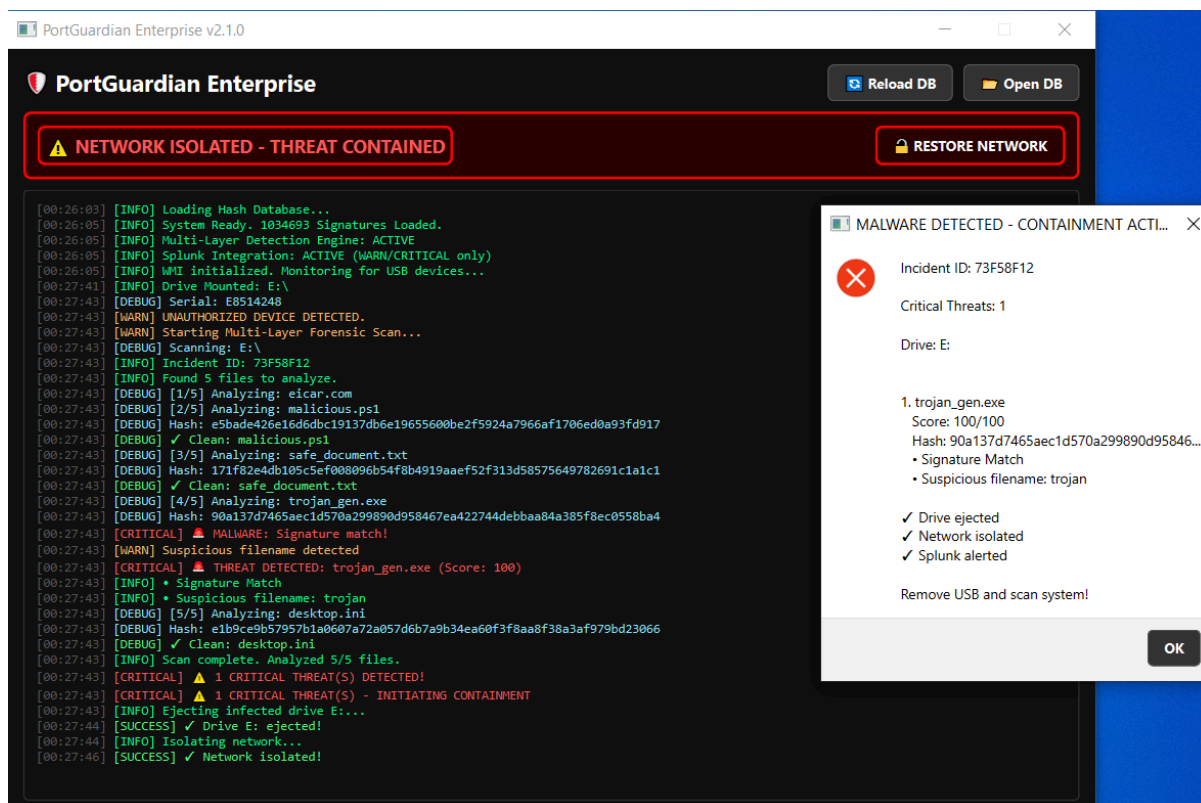 PortGuardian Enterprise v2.1.0
PortGuardian Enterprise
Reload DB
Open DB
NETWORK ISOLATED - THREAT CONTAINED
RESTORE NETWORK
[00:26:03] [INFO] Loading Hash Database...
[00:26:05] [INFO] System Ready. 1034693 Signatures Loaded.
[00:26:05] [INFO] Multi-Layer Detection Engine: ACTIVE
[00:26:05] [INFO] Splunk Integration: ACTIVE (WARN/CRITICAL only)
[00:26:05] [INFO] WMI initialized. Monitoring for USB devices...
[00:27:41] [INFO] Drive Mounted: E:\
[00:27:43] [DEBUG] Serial: E8514248
[00:27:43] [WARN] UNAUTHORIZED DEVICE DETECTED.
[00:27:43] [WARN] Starting Multi-Layer Forensic Scan...
[00:27:43] [DEBUG] Scanning: E:\
[00:27:43] [INFO] Incident ID: 73F58F12
[00:27:43] [INFO] Found 5 files to analyze.
[00:27:43] [DEBUG] [1/5] Analyzing: eicar.com
[00:27:43] [DEBUG] [2/5] Analyzing: malicious.ps1
[00:27:43] [DEBUG] Hash: e5bade426e16d6dbc19137db6e19655600be2f5924a7966af1706ed0a93fd917
[00:27:43] [DEBUG] ✓ Clean: malicious.ps1
[00:27:43] [DEBUG] [3/5] Analyzing: safe_document.txt
[00:27:43] [DEBUG] Hash: 171f82e4db105c5ef008096b54f8b4919aaef52f313d58575649782691c1a1c1
[00:27:43] [DEBUG] ✓ Clean: safe_document.txt
[00:27:43] [DEBUG] [4/5] Analyzing: trojan_gen.exe
[00:27:43] [DEBUG] Hash: 90a137d7465aec1d570a299890d958467ea422744debbaa84a385f8ec0558ba4
[00:27:43] [CRITICAL] 🚨 MALWARE: Signature match!
[00:27:43] [WARN] Suspicious filename detected
[00:27:43] [CRITICAL] 🚨 THREAT DETECTED: trojan_gen.exe (Score: 100)
[00:27:43] [INFO] • Signature Match
[00:27:43] [INFO] • Suspicious filename: trojan
[00:27:43] [DEBUG] [5/5] Analyzing: desktop.ini
[00:27:43] [DEBUG] Hash: e1b9ce9b57957b1a0607a72a057d6b7a9b34ea60f3f8aa8f38a3af979bd23066
[00:27:43] [DEBUG] ✓ Clean: desktop.ini
[00:27:43] [INFO] Scan complete. Analyzed 5/5 files.
[00:27:43] [CRITICAL] ⚠ 1 CRITICAL THREAT(S) DETECTED!
[00:27:43] [CRITICAL] ⚠ 1 CRITICAL THREAT(S) - INITIATING CONTAINMENT
[00:27:43] [INFO] Ejecting infected drive E:...
[00:27:44] [SUCCESS] ✓ Drive E: ejected!
[00:27:44] [INFO] Isolating network...
[00:27:46] [SUCCESS] ✓ Network isolated!
MALWARE DETECTED - CONTAINMENT ACTI...
Incident ID: 73F58F12
Critical Threats: 1
Drive: E:
1. trojan_gen.exe
Score: 100/100
Hash: 90a137d7465aec1d570a299890d95846...
• Signature Match
• Suspicious filename: trojan
✓ Drive ejected
✓ Network isolated
✓ Splunk alerted
Remove USB and scan system!
OK